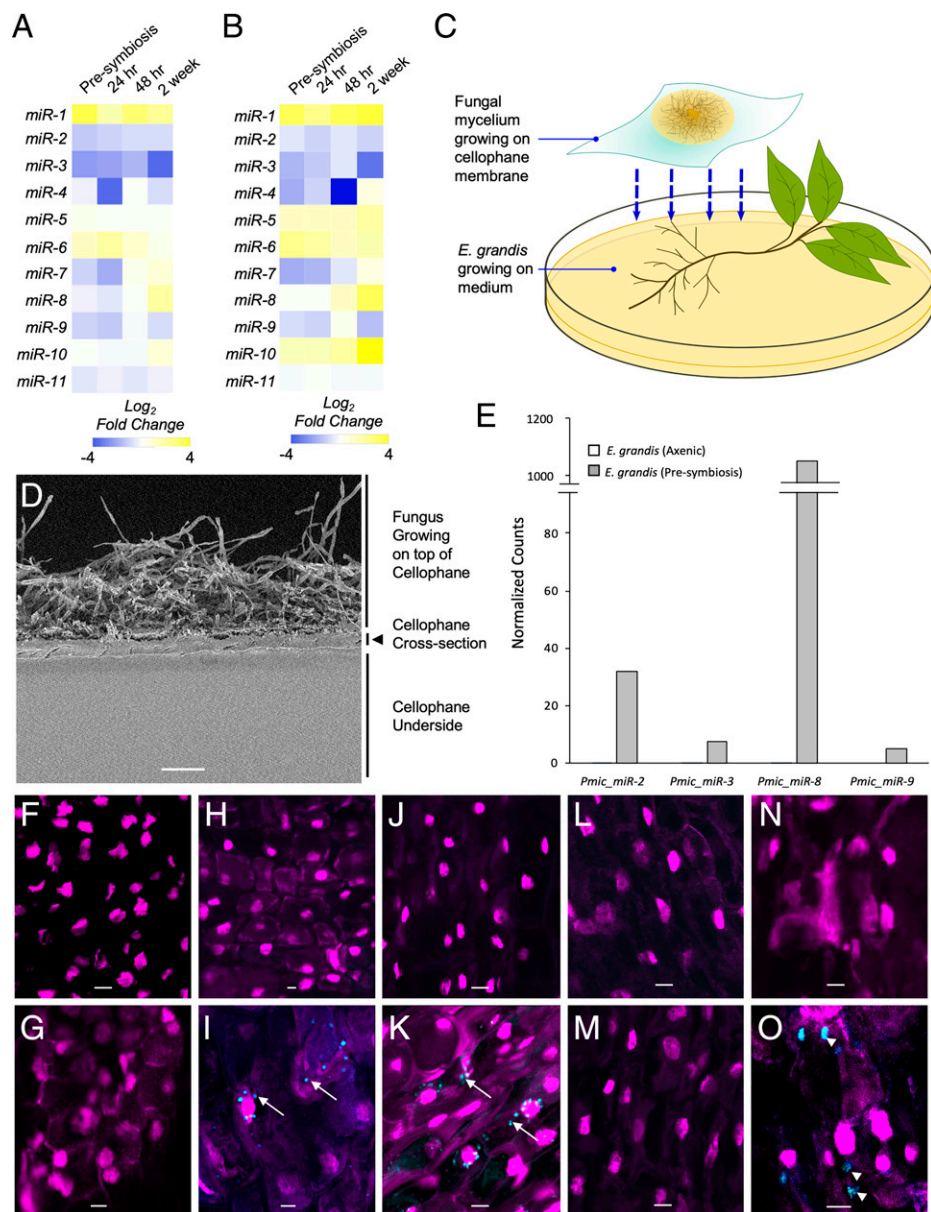 A
B
C
Pre-symbiosis
24 hr
48 hr
2 week
Pre-symbiosis
24 hr
48 hr
2 week
miR-1
miR-2
miR-3
miR-4
miR-5
miR-6
miR-7
miR-8
miR-9
miR-10
miR-11
Log2
Fold Change
-4 4
miR-1
miR-2
miR-3
miR-4
miR-5
miR-6
miR-7
miR-8
miR-9
miR-10
miR-11
Log2
Fold Change
-4 4
Fungal
mycelium
growing on
cellophane
membrane
E. grandis
growing on
medium
D
Fungus
Growing
on top of
Cellophane
Cellophane
Cross-section
Cellophane
Underside
E
Normalized Counts
1200
1000
80
60
40
20
0
E. grandis (Axenic)
E. grandis (Pre-symbiosis)
Pmic_miR-2 Pmic_miR-3 Pmic_miR-8 Pmic_miR-9
F H J L N
G I K M O